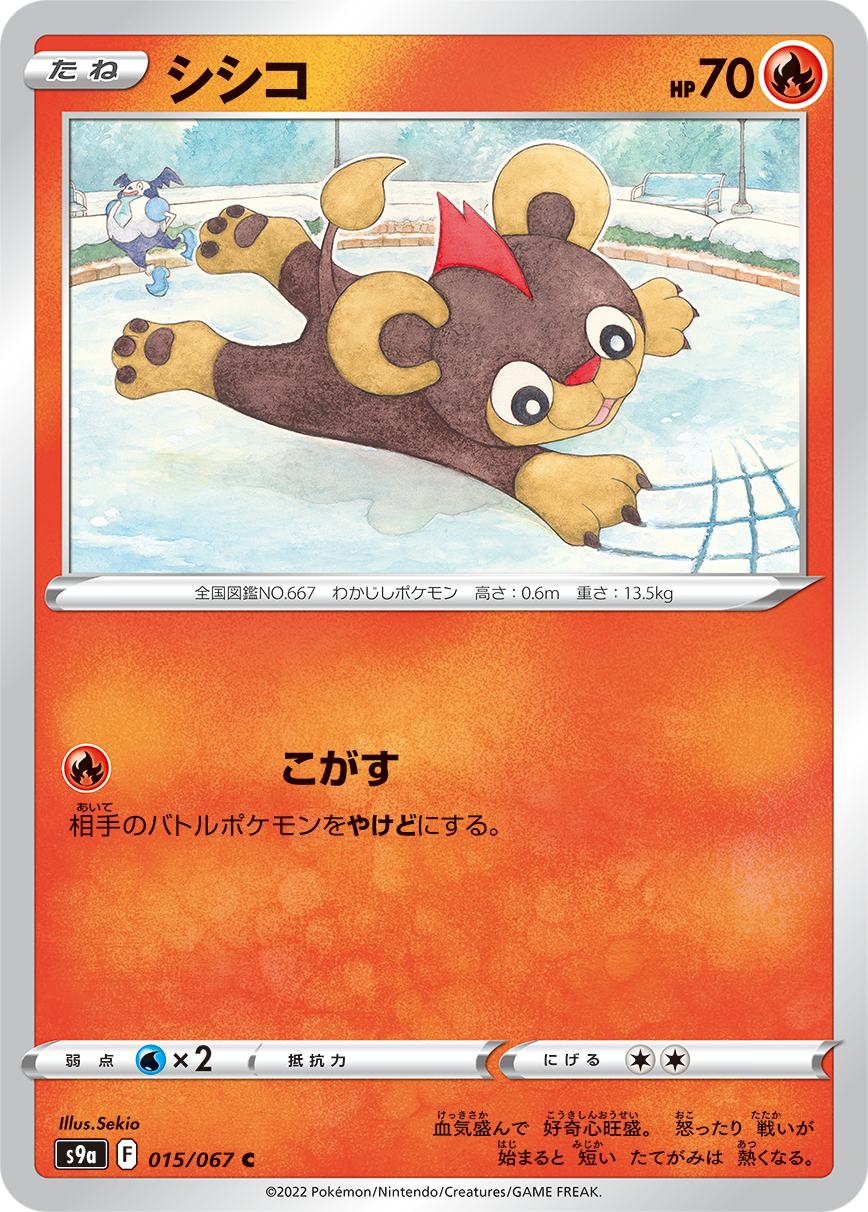 たね シシコ HP70
全国図鑑NO.667 わかじしポケモン 高さ：0.6m 重さ：13.5kg
こがす
あいて
相手のバトルポケモンをやけどにする。
弱点 ×2 抵抗力 にげる
Illus.Sekio
けっきさか こうきしんおうせい おこ たたか
血気盛んで 好奇心旺盛。 怒ったり 戦いが
はじ みじか あつ
始まると 短い たてがみは 熱くなる。
s9a F 015/067 C
©2022 Pokémon/Nintendo/Creatures/GAME FREAK.